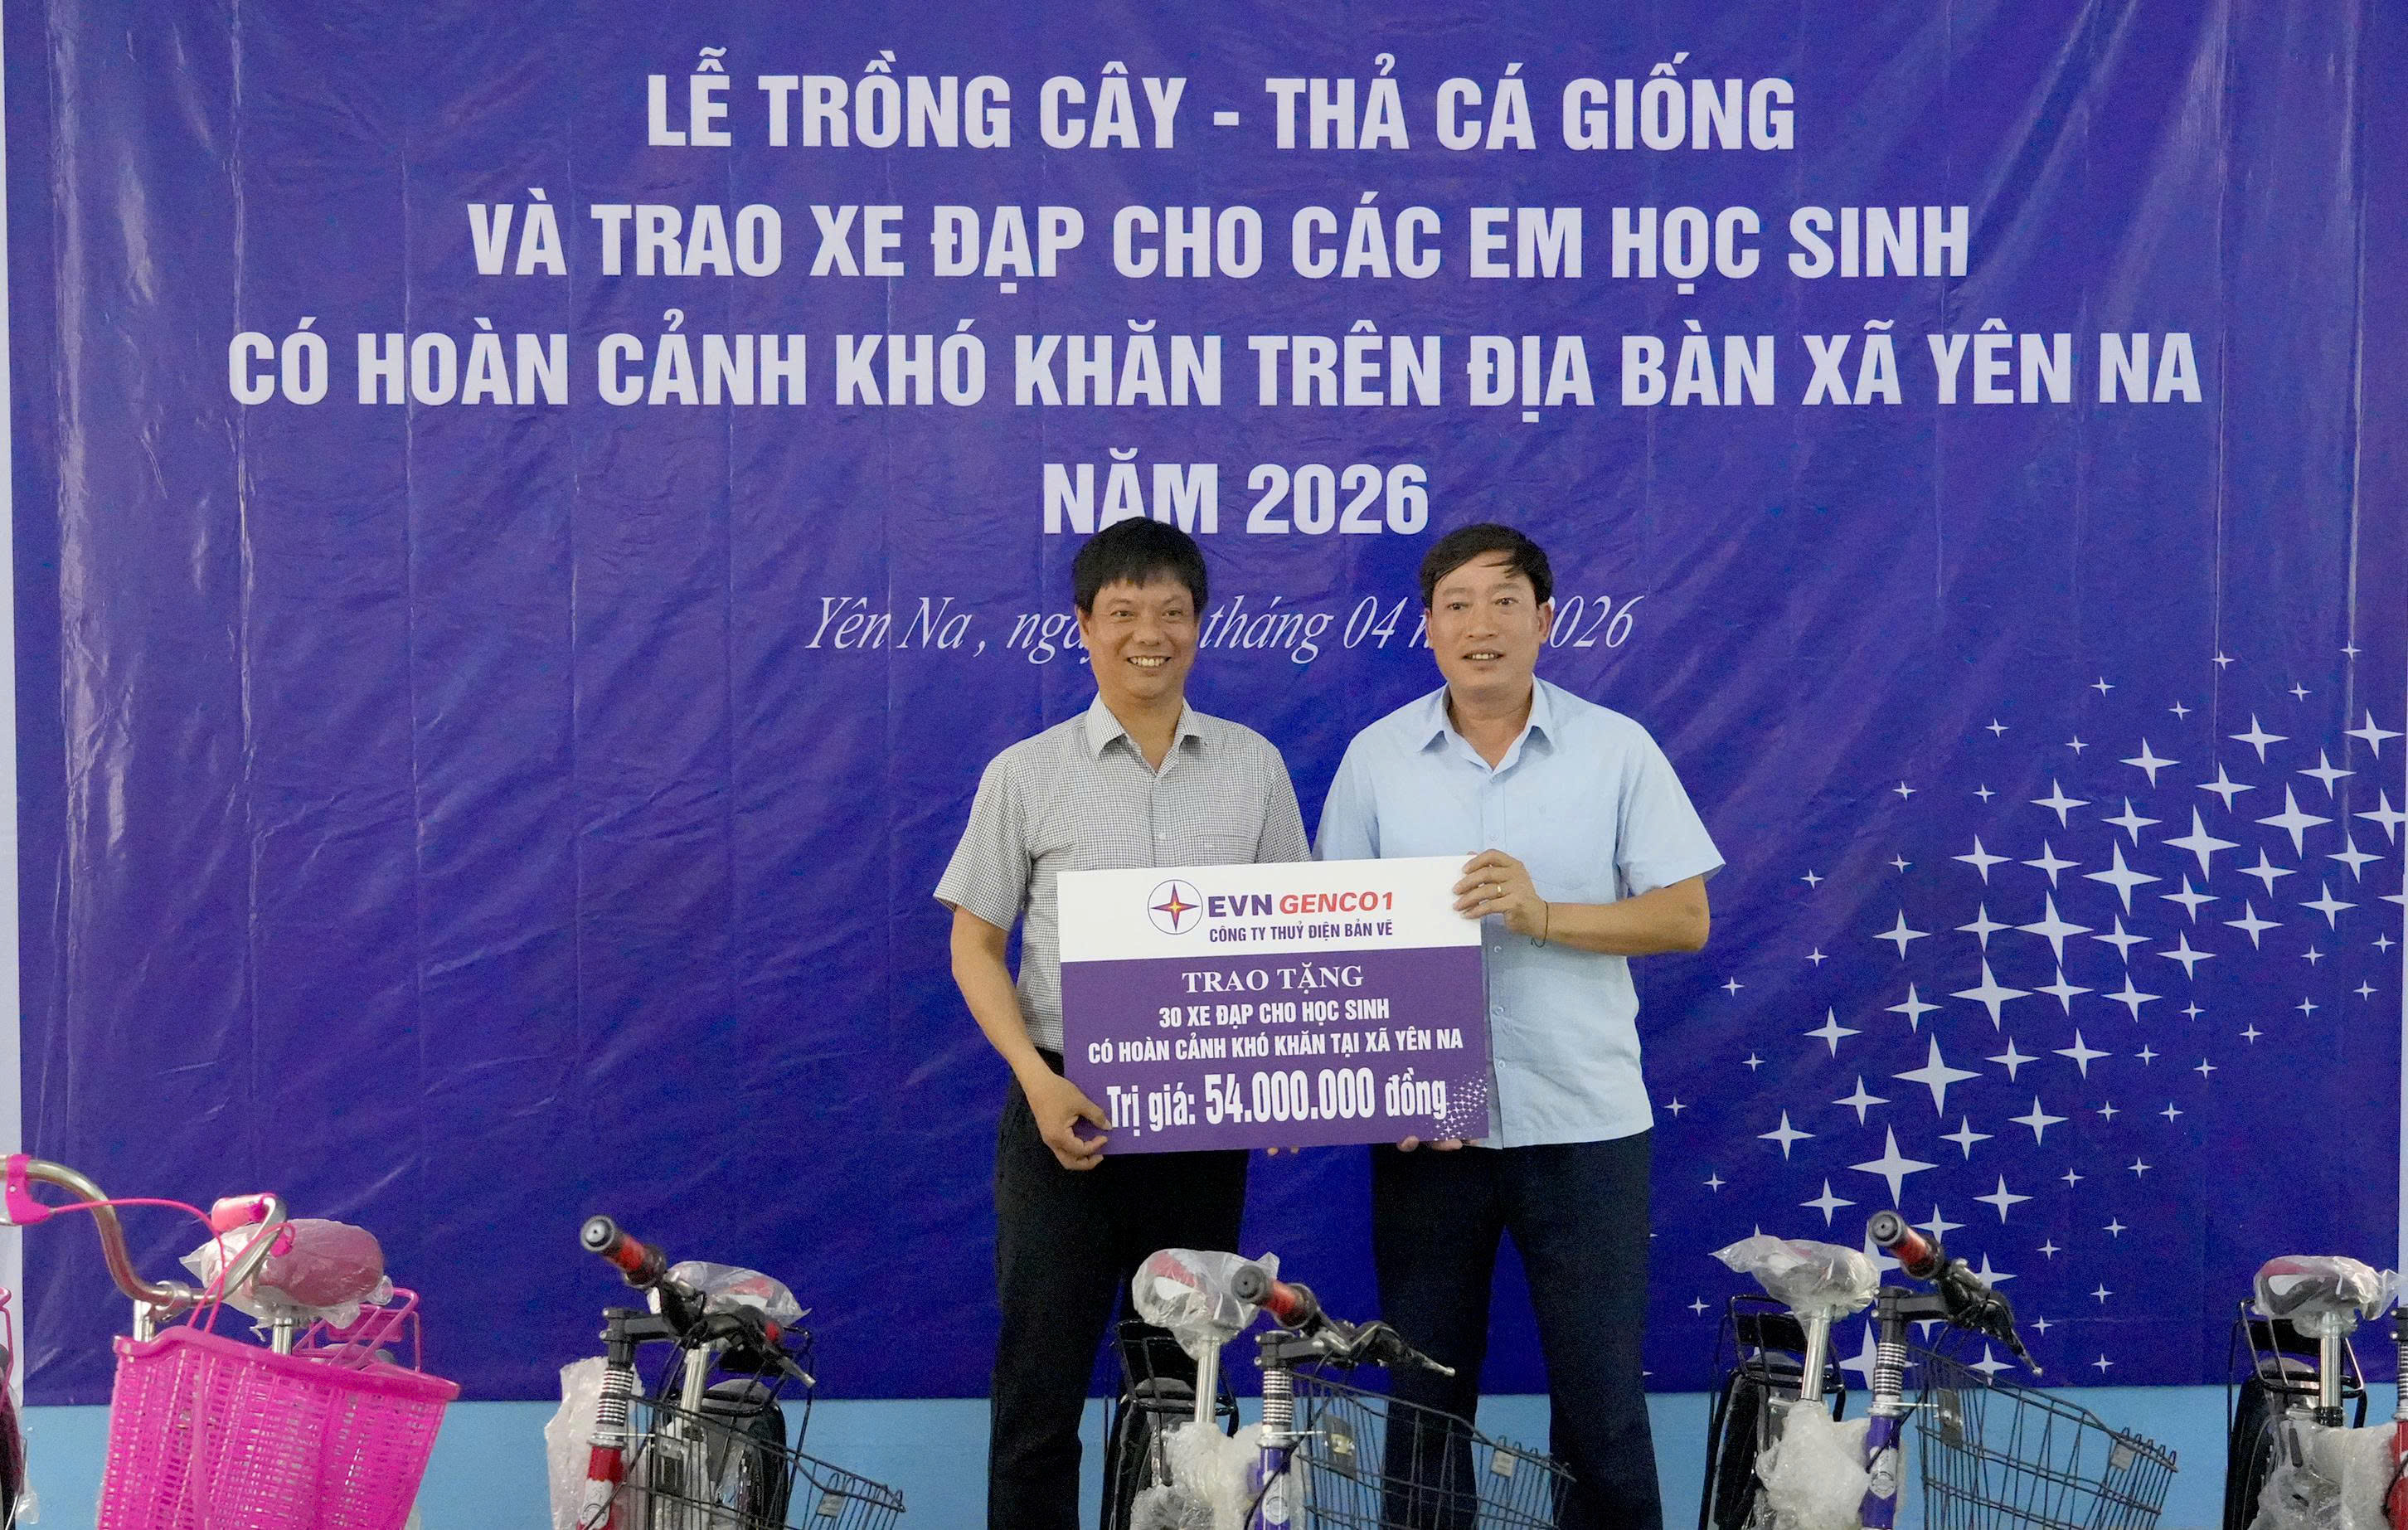 LỄ TRỒNG CÂY - THẢ CÁ GIỐNG
VÀ TRAO XE ĐẠP CHO CÁC EM HỌC SINH
CÓ HOÀN CẢNH KHÓ KHĂN TRÊN ĐỊA BÀN XÃ YÊN NA
NĂM 2026
Yên Na, tháng 04 2026
EVN GENCO1
CÔNG TY THUỶ ĐIỆN BẢN VẼ
TRAO TẶNG
30 XE ĐẠP CHO HỌC SINH
CÓ HOÀN CẢNH KHÓ KHĂN TẠI XÃ YÊN NA
Trị giá: 54.000.000 đồng